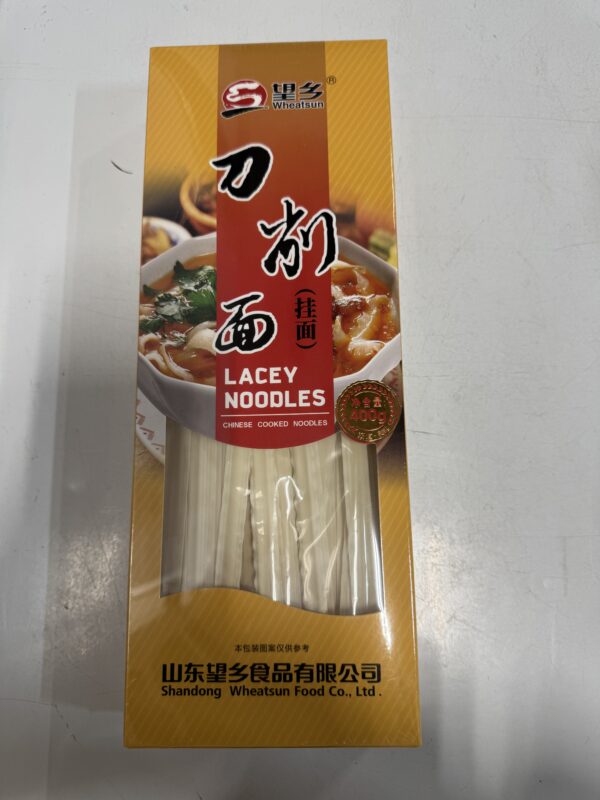 望乡®
Wheatsun
刀
削
面
(挂面)
LACEY
NOODLES
CHINESE COOKED NOODLES
净含量
400g
本包装图案仅供参考
山东望乡食品有限公司
Shandong Wheatsun Food Co., Ltd.